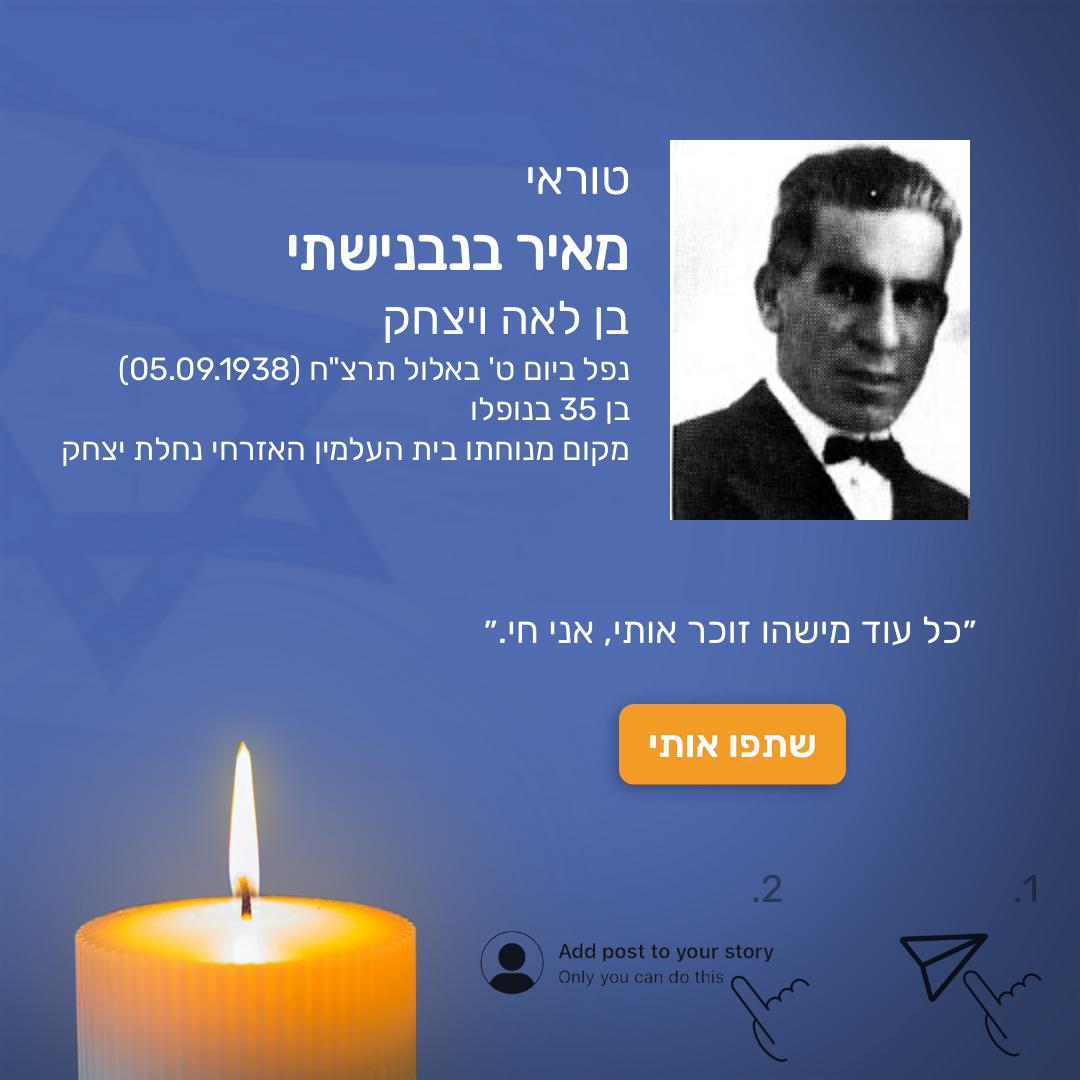 טוראי
מאיר בנבנישתי
בן לאה ויצחק
נפל ביום ט' באלול תרצ"ח (05.09.1938)
בן 35 בנופלו
מקום מנוחתו בית העלמין האזרחי נחלת יצחק
״כל עוד מישהו זוכר אותי, אני חי.״
שתפו אותי
1.
2.
Add post to your story
Only you can do this